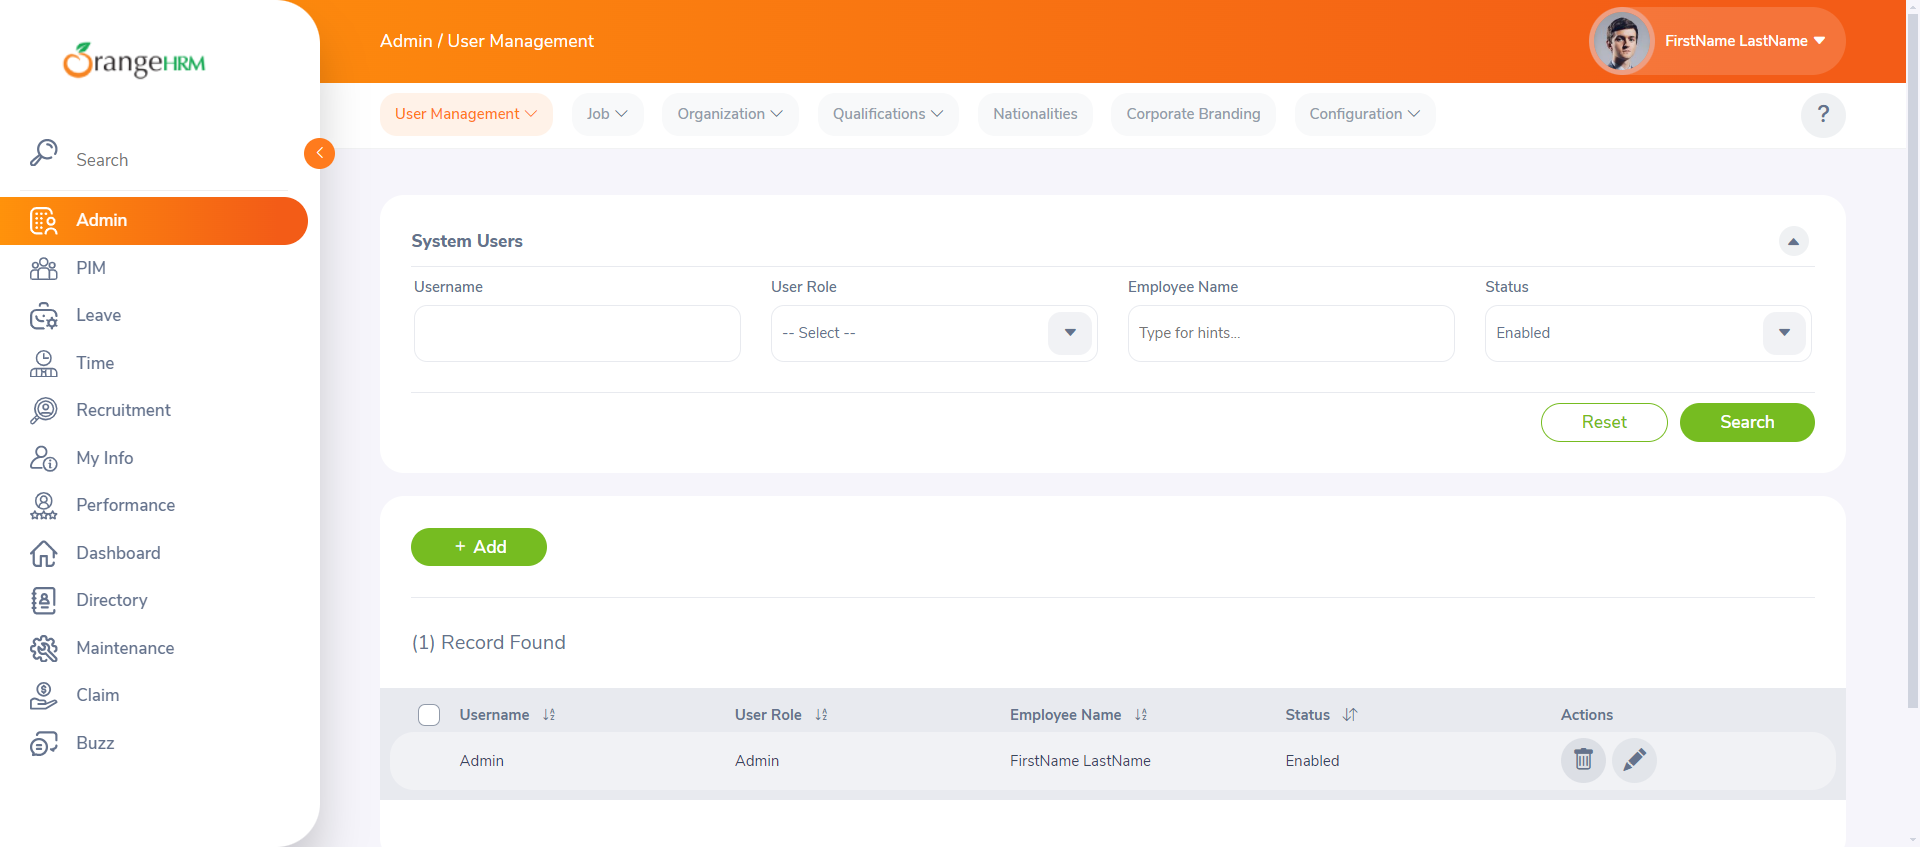 OrangeHRM
Admin / User Management
FirstName LastName
User Management
Job
Organization
Qualifications
Nationalities
Corporate Branding
Configuration
?
Search
Admin
PIM
Leave
Time
Recruitment
My Info
Performance
Dashboard
Directory
Maintenance
Claim
Buzz
System Users
Username
User Role
Employee Name
Status
-- Select --
Type for hints...
Enabled
Reset
Search
+ Add
(1) Record Found
Username
User Role
Employee Name
Status
Actions
Admin
Admin
FirstName LastName
Enabled